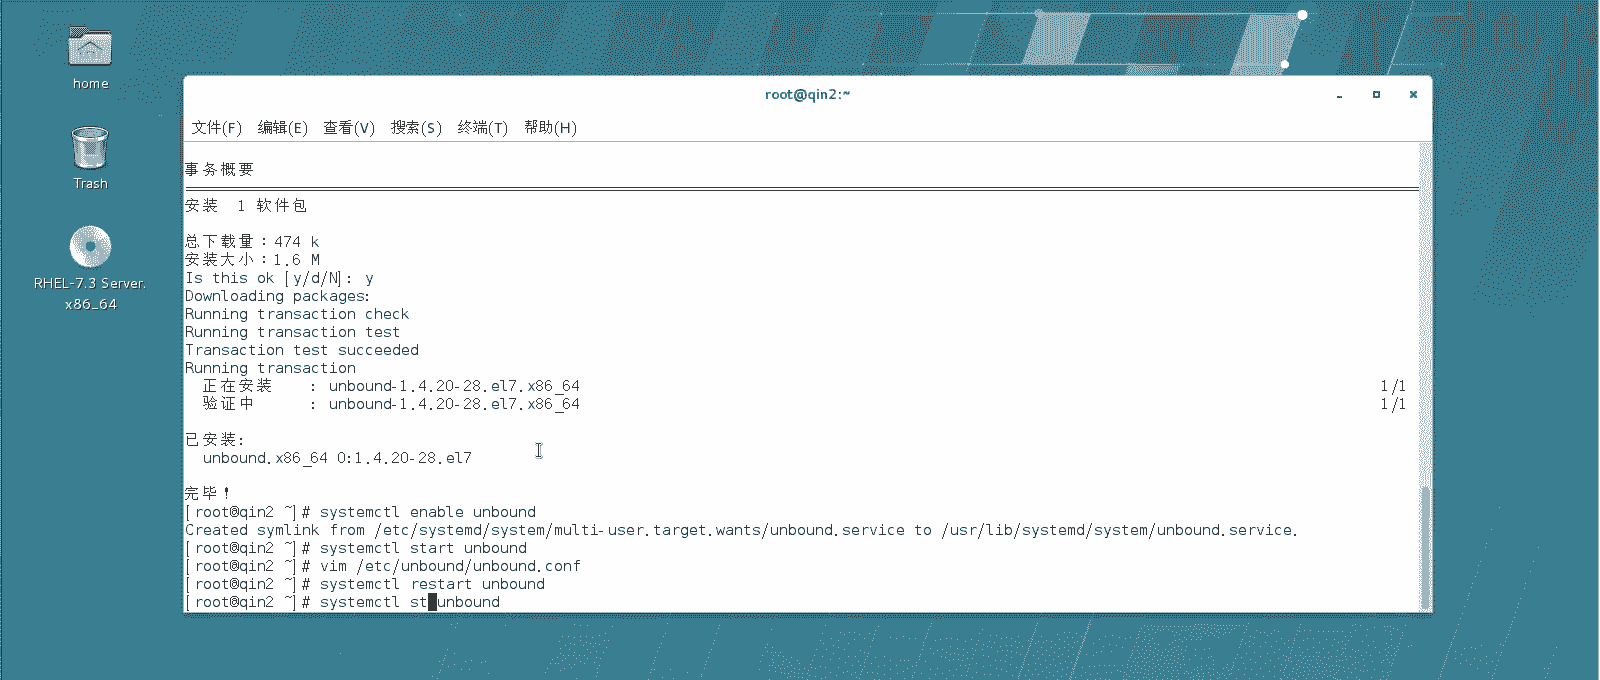 home
Trash
RHEL-7.3 Server.
x86_64
root@qin2:~
文件(F) 编辑(E) 查看(V) 搜索(S) 终端(T) 帮助(H)
事务概要
安装 1 软件包
总下载量：474 k
安装大小：1.6 M
Is this ok [y/d/N]: y
Downloading packages:
Running transaction check
Running transaction test
Transaction test succeeded
Running transaction
正在安装 : unbound-1.4.20-28.el7.x86_64 1/1
验证中 : unbound-1.4.20-28.el7.x86_64 1/1
已安装:
unbound.x86_64 0:1.4.20-28.el7
完毕！
[root@qin2 ~]# systemctl enable unbound
Created symlink from /etc/systemd/system/multi-user.target.wants/unbound.service to /usr/lib/systemd/system/unbound.service.
[root@qin2 ~]# systemctl start unbound
[root@qin2 ~]# vim /etc/unbound/unbound.conf
[root@qin2 ~]# systemctl restart unbound
[root@qin2 ~]# systemctl st unbound